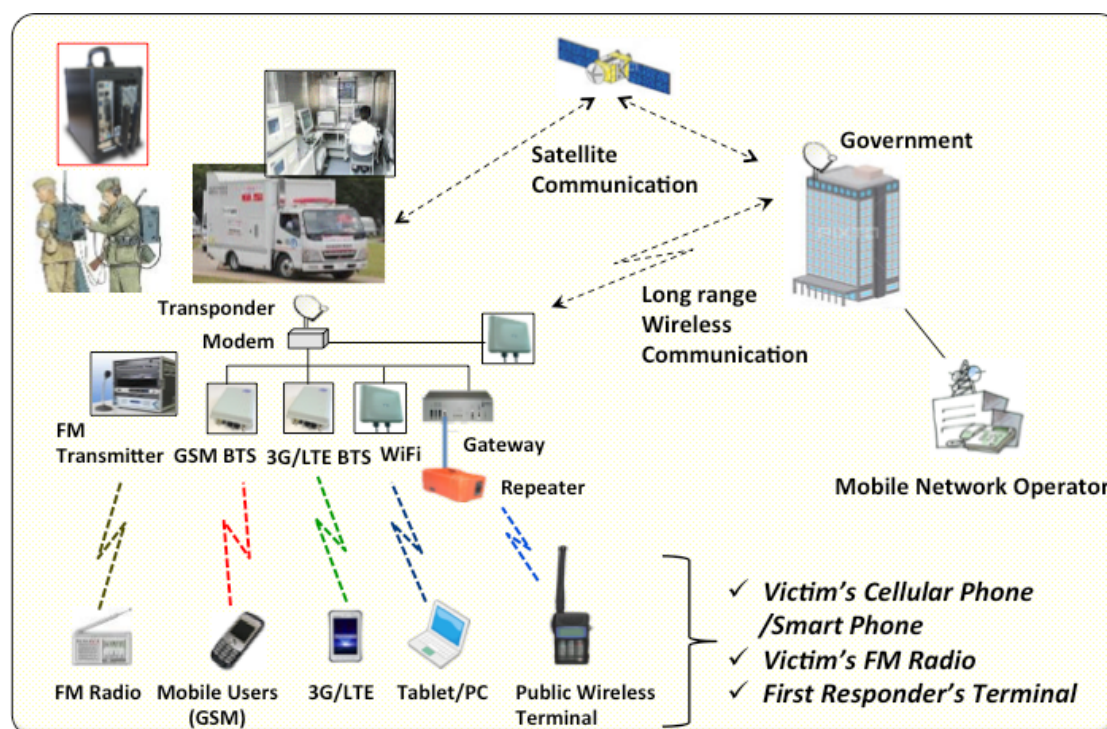 Government
Satellite
Communication
Long range
Wireless
Communication
Transponder
Modem
FM
Transmitter
GSM BTS
3G/LTE BTS
WiFi
Gateway
Repeater
Mobile Network Operator
FM Radio
Mobile Users
(GSM)
3G/LTE
Tablet/PC
Public Wireless
Terminal
✓ Victim's Cellular Phone
/Smart Phone
✓ Victim's FM Radio
✓ First Responder's Terminal